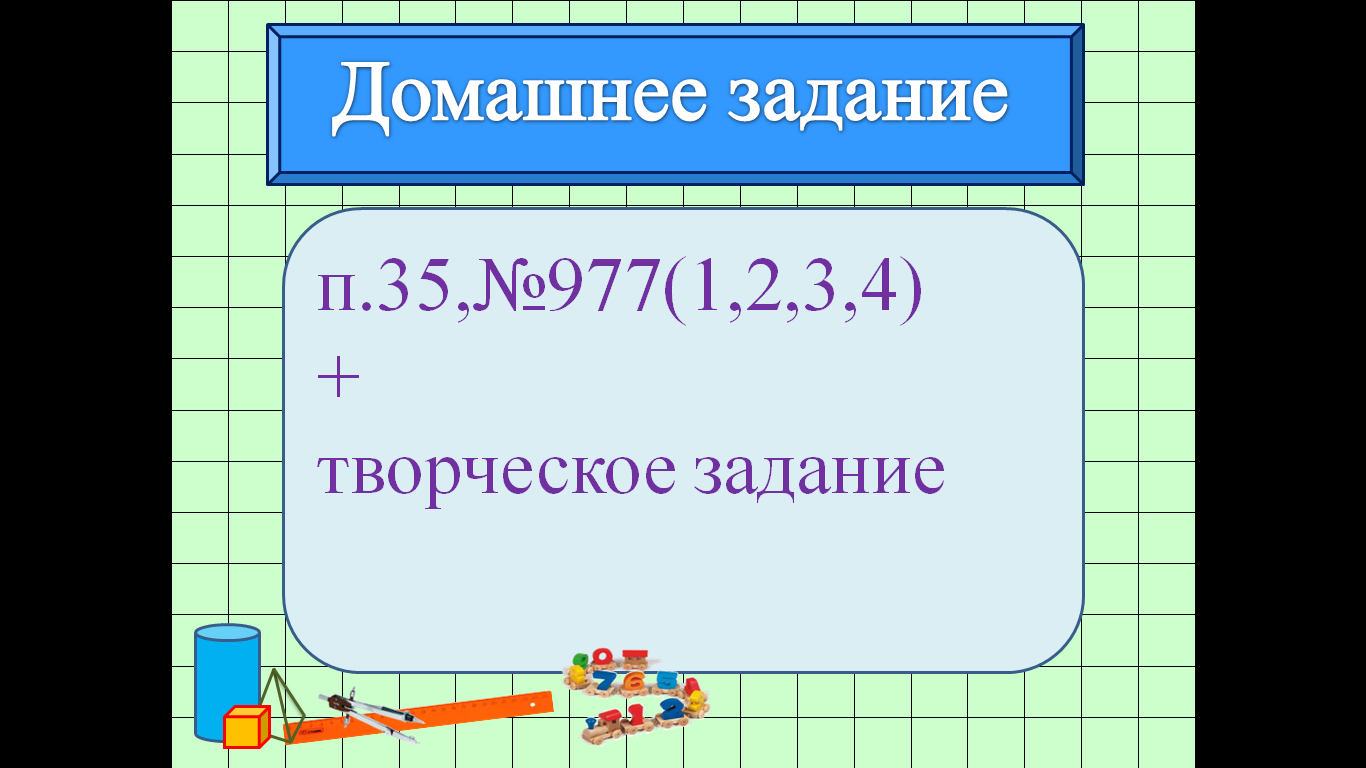 Домашнее задание
п.35,№977(1,2,3,4)
+
творческое задание